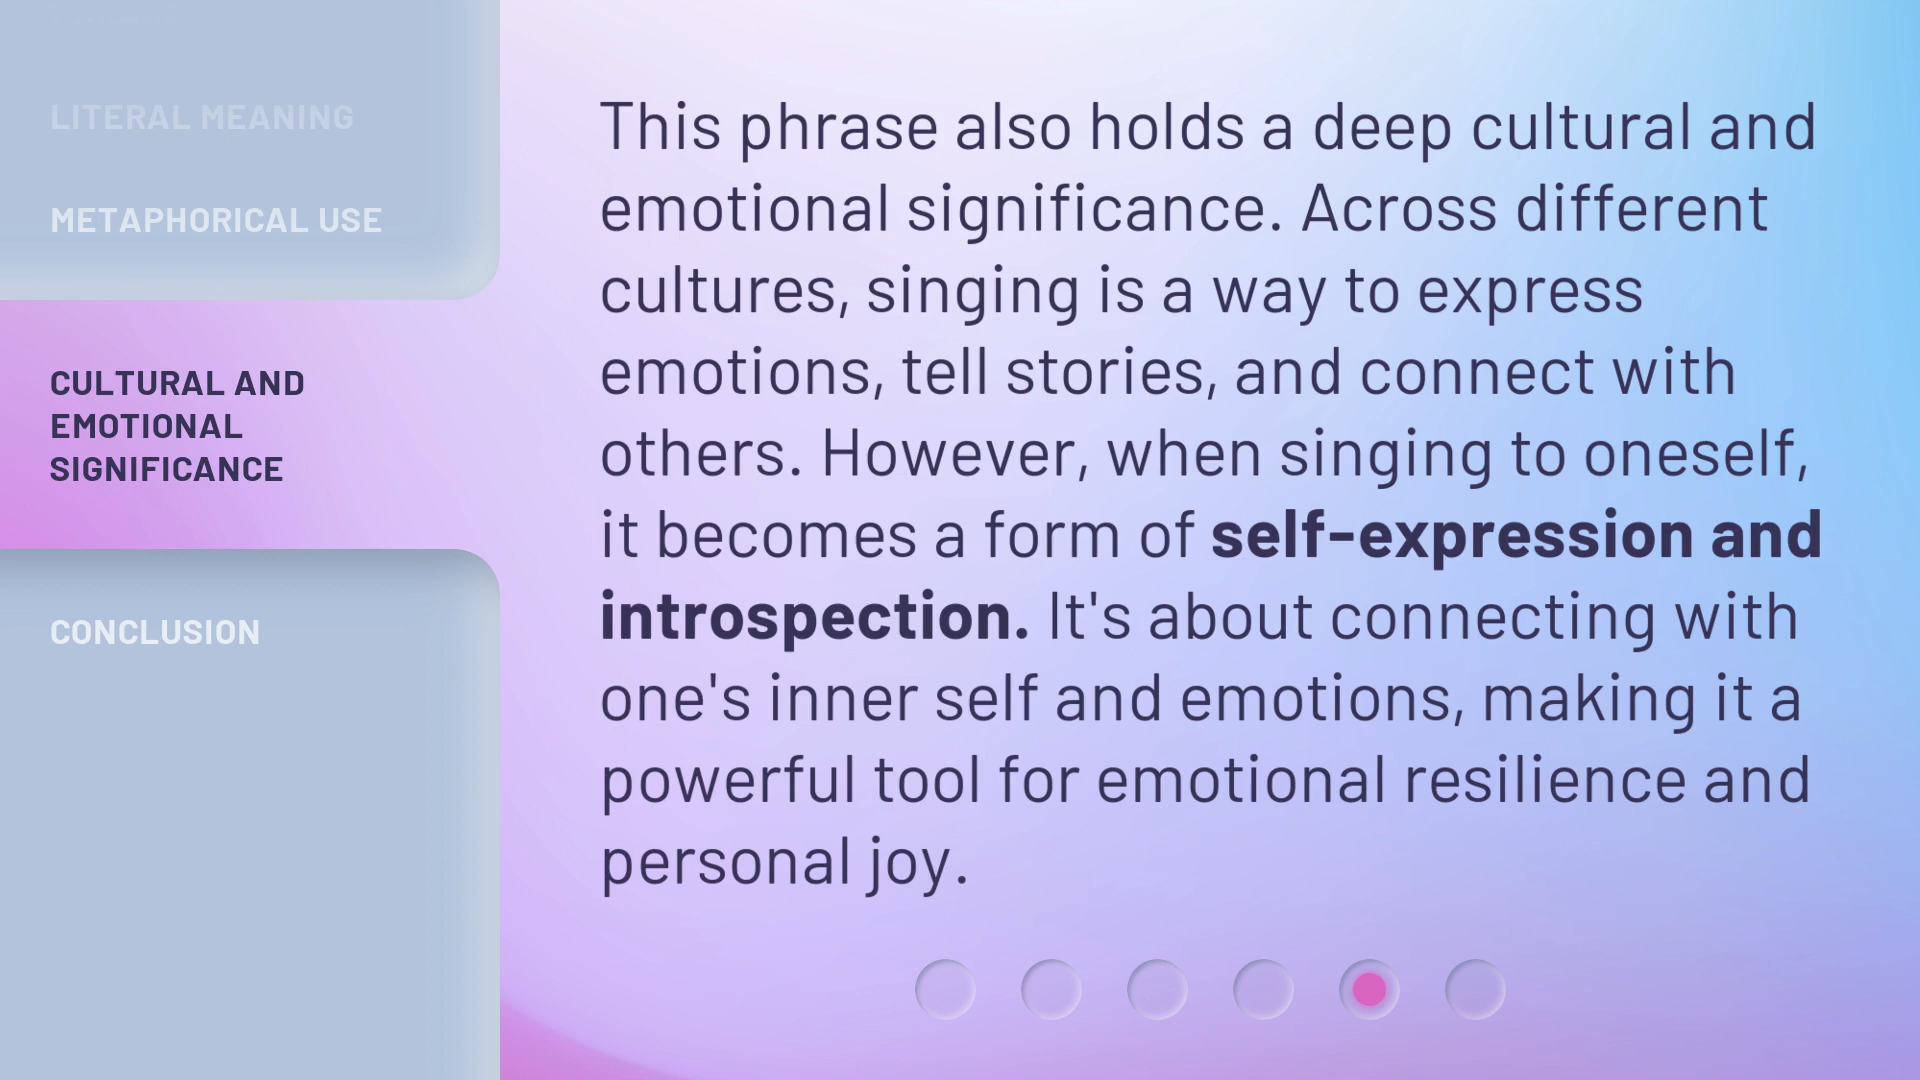 LITERAL MEANING
METAPHORICAL USE
CULTURAL AND
EMOTIONAL
SIGNIFICANCE
CONCLUSION
This phrase also holds a deep cultural and
emotional significance. Across different
cultures, singing is a way to express
emotions, tell stories, and connect with
others. However, when singing to oneself,
it becomes a form of self-expression and
introspection. It's about connecting with
one's inner self and emotions, making it a
powerful tool for emotional resilience and
personal joy.